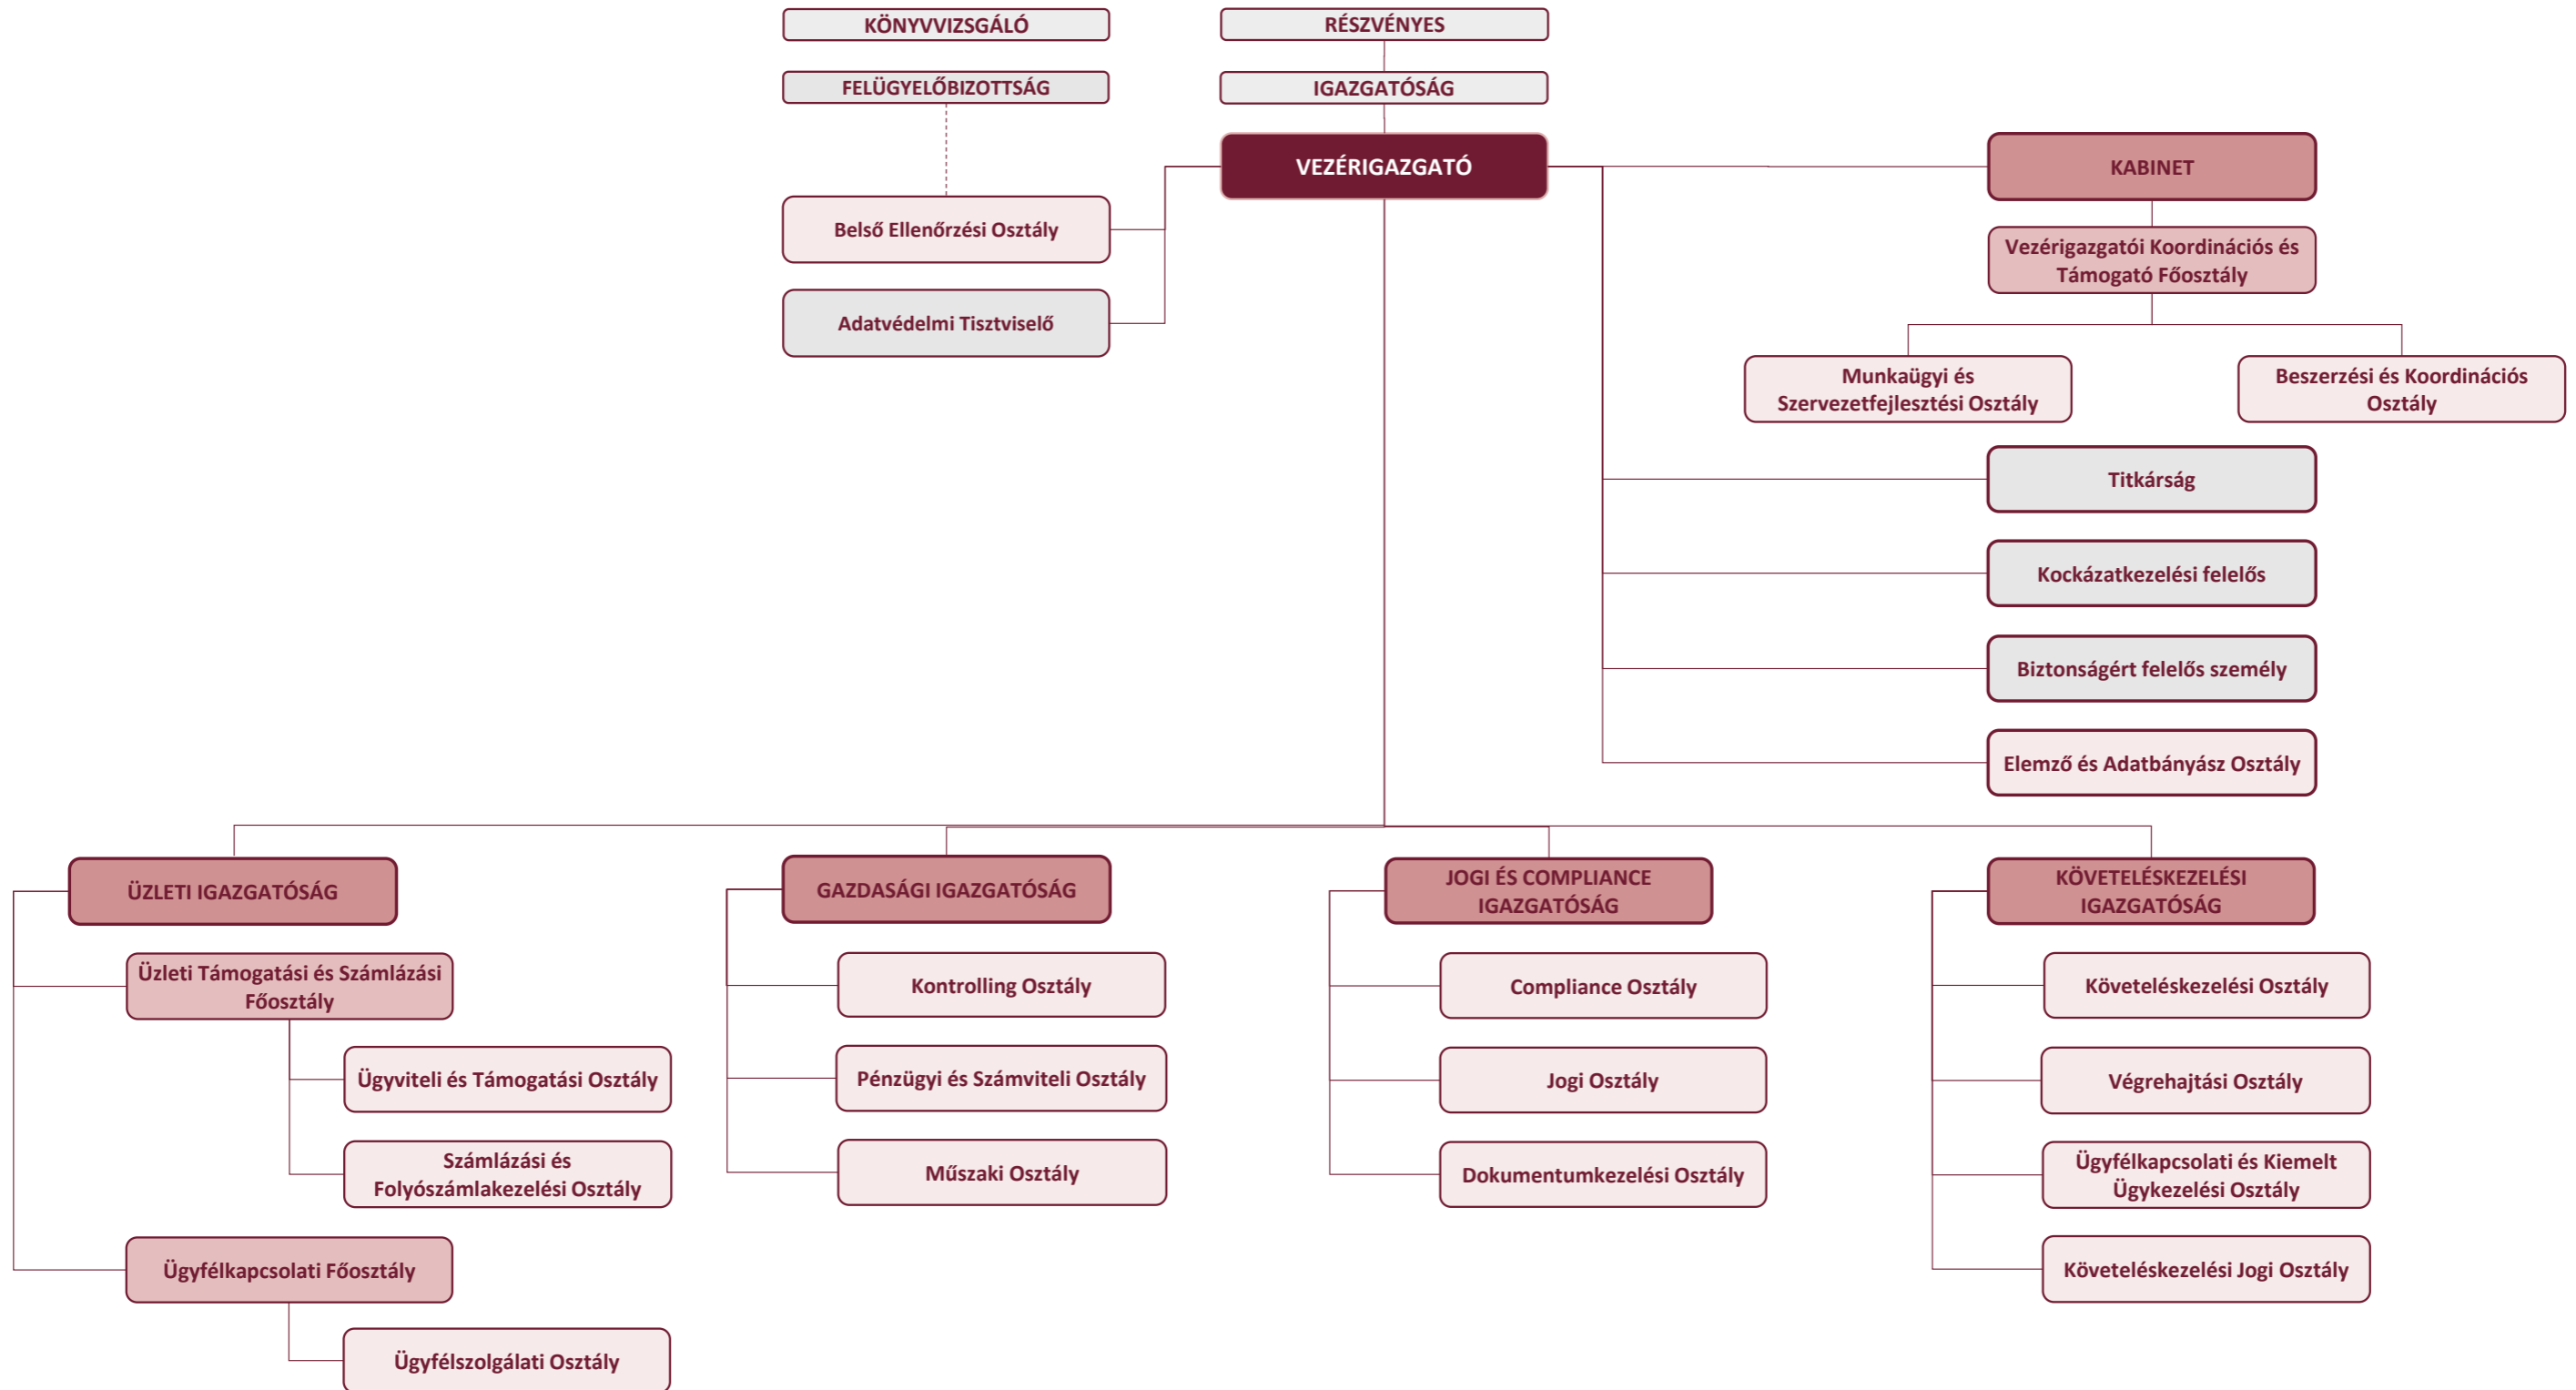 KÖNYVVIZSGÁLÓ
RÉSZVÉNYES
FELÜGYELŐBIZOTTSÁG
IGAZGATÓSÁG
VEZÉRIGAZGATÓ
KABINET
Belső Ellenőrzési Osztály
Vezérigazgatói Koordinációs és
Támogató Főosztály
Adatvédelmi Tisztviselő
Munkaügyi és
Szervezetfejlesztési Osztály
Beszerzési és Koordinációs
Osztály
Titkárság
Kockázatkezelési felelős
Biztonságért felelős személy
Elemző és Adatbányász Osztály
ÜZLETI IGAZGATÓSÁG
Üzleti Támogatási és Számlázási
Főosztály
Ügyviteli és Támogatási Osztály
Számlázási és
Folyószámlakezelési Osztály
Ügyfélkapcsolati Főosztály
Ügyfélszolgálati Osztály
GAZDASÁGI IGAZGATÓSÁG
Kontrolling Osztály
Pénzügyi és Számviteli Osztály
Műszaki Osztály
JOGI ÉS COMPLIANCE
IGAZGATÓSÁG
Compliance Osztály
Jogi Osztály
Dokumentumkezelési Osztály
KÖVETELÉSKEZELÉSI
IGAZGATÓSÁG
Követeléskezelési Osztály
Végrehajtási Osztály
Ügyfélkapcsolati és Kiemelt
Ügykezelési Osztály
Követeléskezelési Jogi Osztály